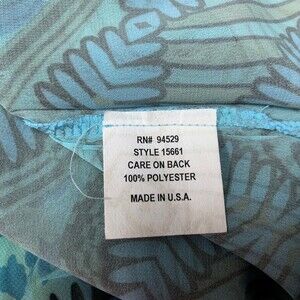 RN# 94529
STYLE 15661
CARE ON BACK
100% POLYESTER
MADE IN U.S.A.